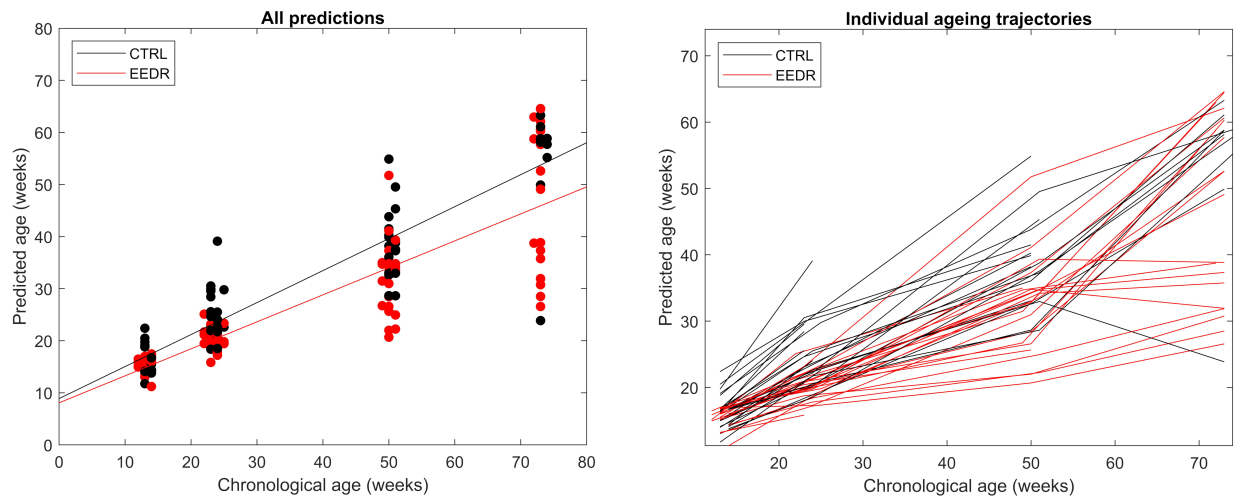 All predictions
80
70
60
50
40
30
20
10
0
0 10 20 30 40 50 60 70 80
Predicted age (weeks)
Chronological age (weeks)
CTRL
EEDR
Individual ageing trajectories
70
60
50
40
30
20
20 30 40 50 60 70
Predicted age (weeks)
Chronological age (weeks)
CTRL
EEDR